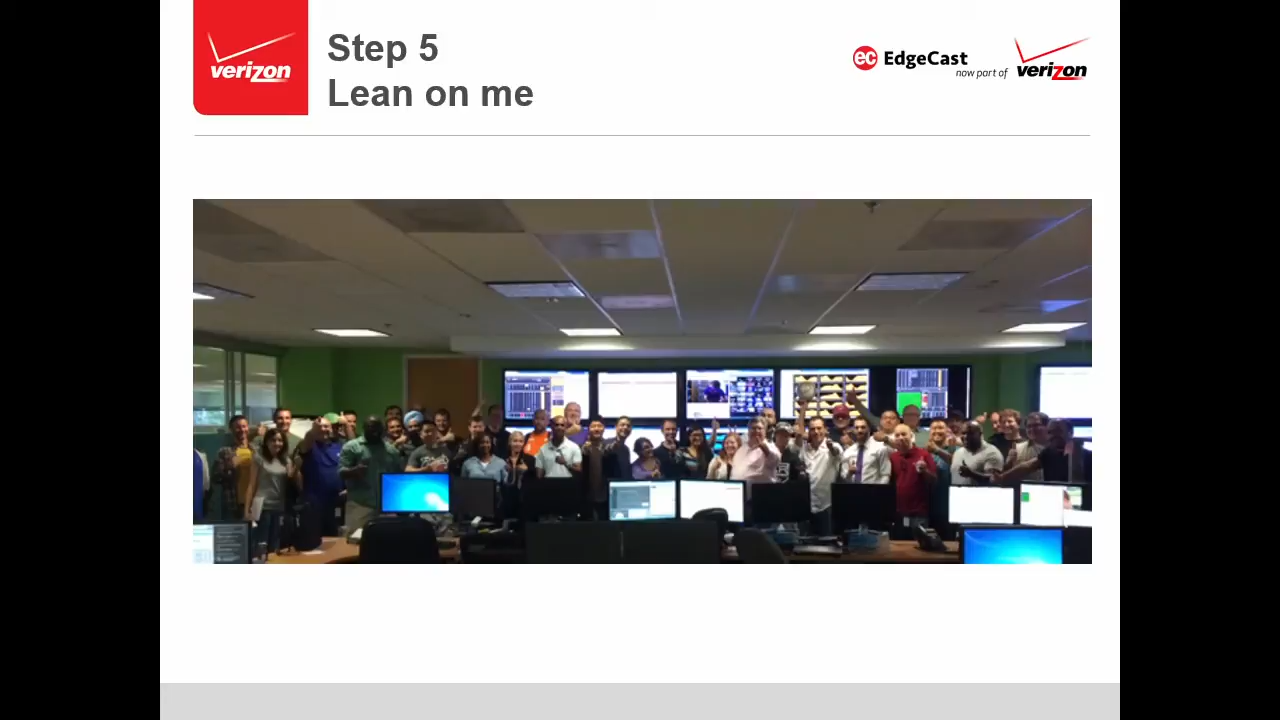 verizon
Step 5
Lean on me
ec EdgeCast
now part of verizon